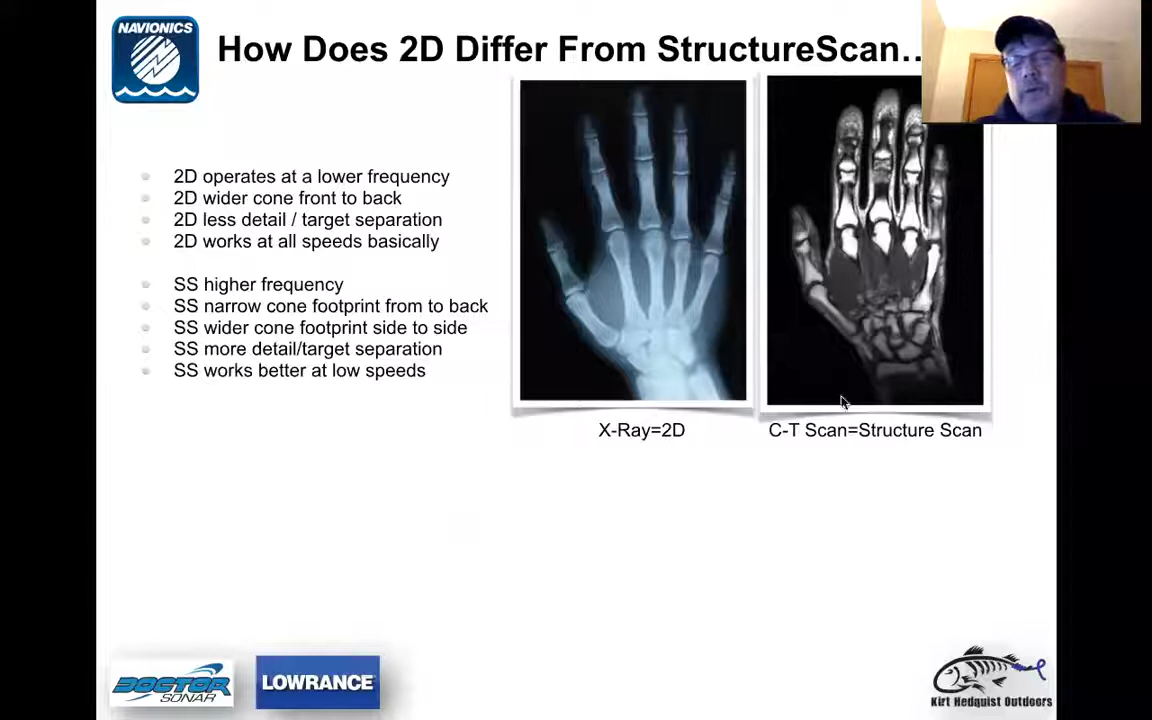 NAVIONICS
How Does 2D Differ From StructureScan..
2D operates at a lower frequency
2D wider cone front to back
2D less detail / target separation
2D works at all speeds basically
SS higher frequency
SS narrow cone footprint from to back
SS wider cone footprint side to side
SS more detail/target separation
SS works better at low speeds
X-Ray=2D
C-T Scan=Structure Scan
DOCTOR
SONAR
LOWRANCE
Kirt Hedquist Outdoors